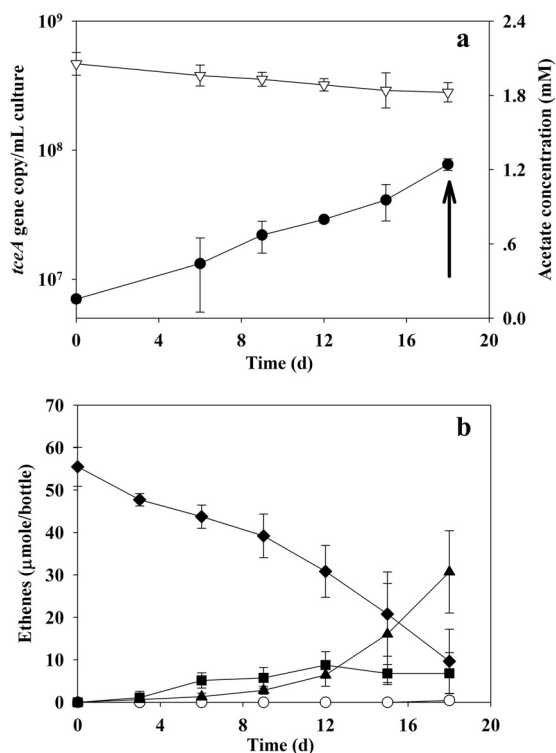 a
10⁹
10⁸
10⁷
tceA gene copy/mL culture
2.4
1.8
1.2
.6
0.0
Acetate concentration (mM)
0 4 8 12 16 20
Time (d)
b
70
60
50
40
30
20
10
0
Ethenes (μmole/bottle)
0 4 8 12 16 20
Time (d)